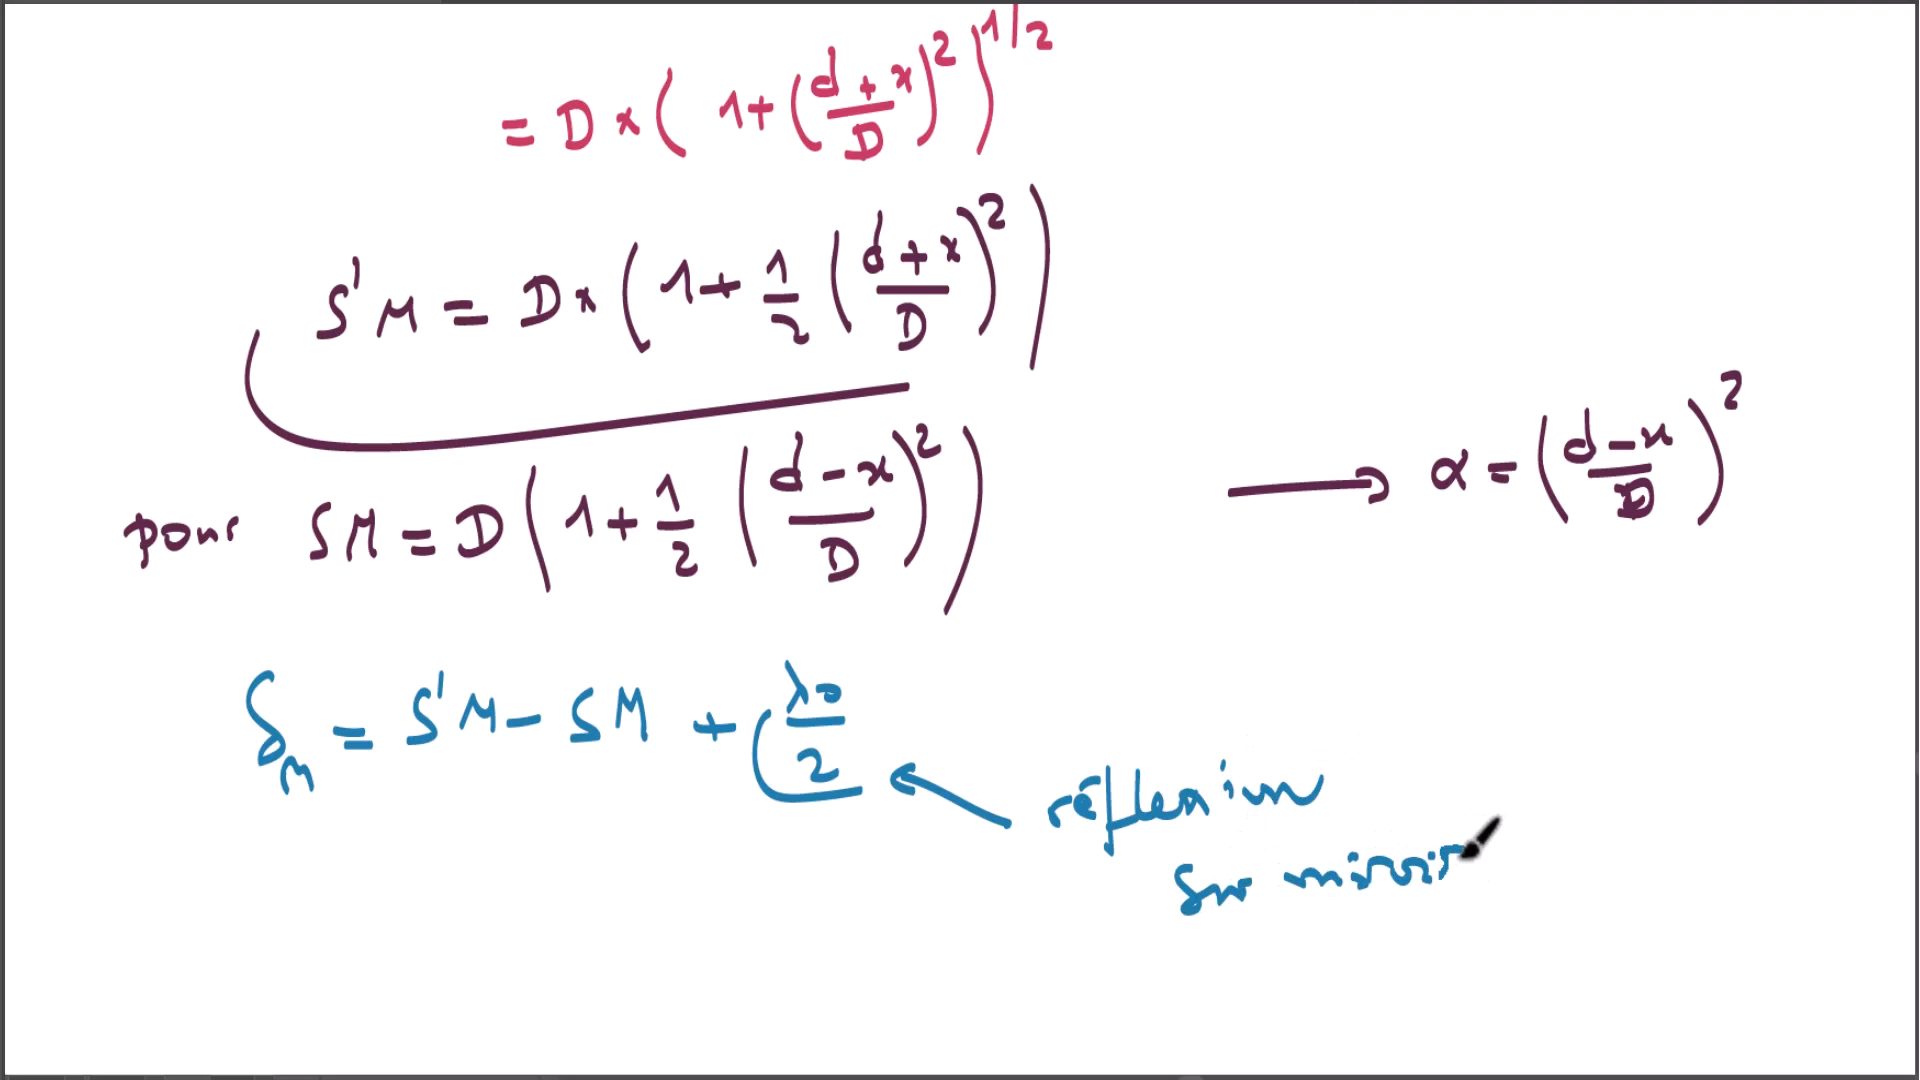 = D × ( 1 + ( (d + x) / D )² )^1/2
S'M = D × ( 1 + 1/2 ( (d + x) / D )² )
pour SM = D ( 1 + 1/2 ( (d - x) / D )² ) → α = ( (d - x) / D )²
δ_M = S'M - SM + λ0/2
réflexion
sur miroir